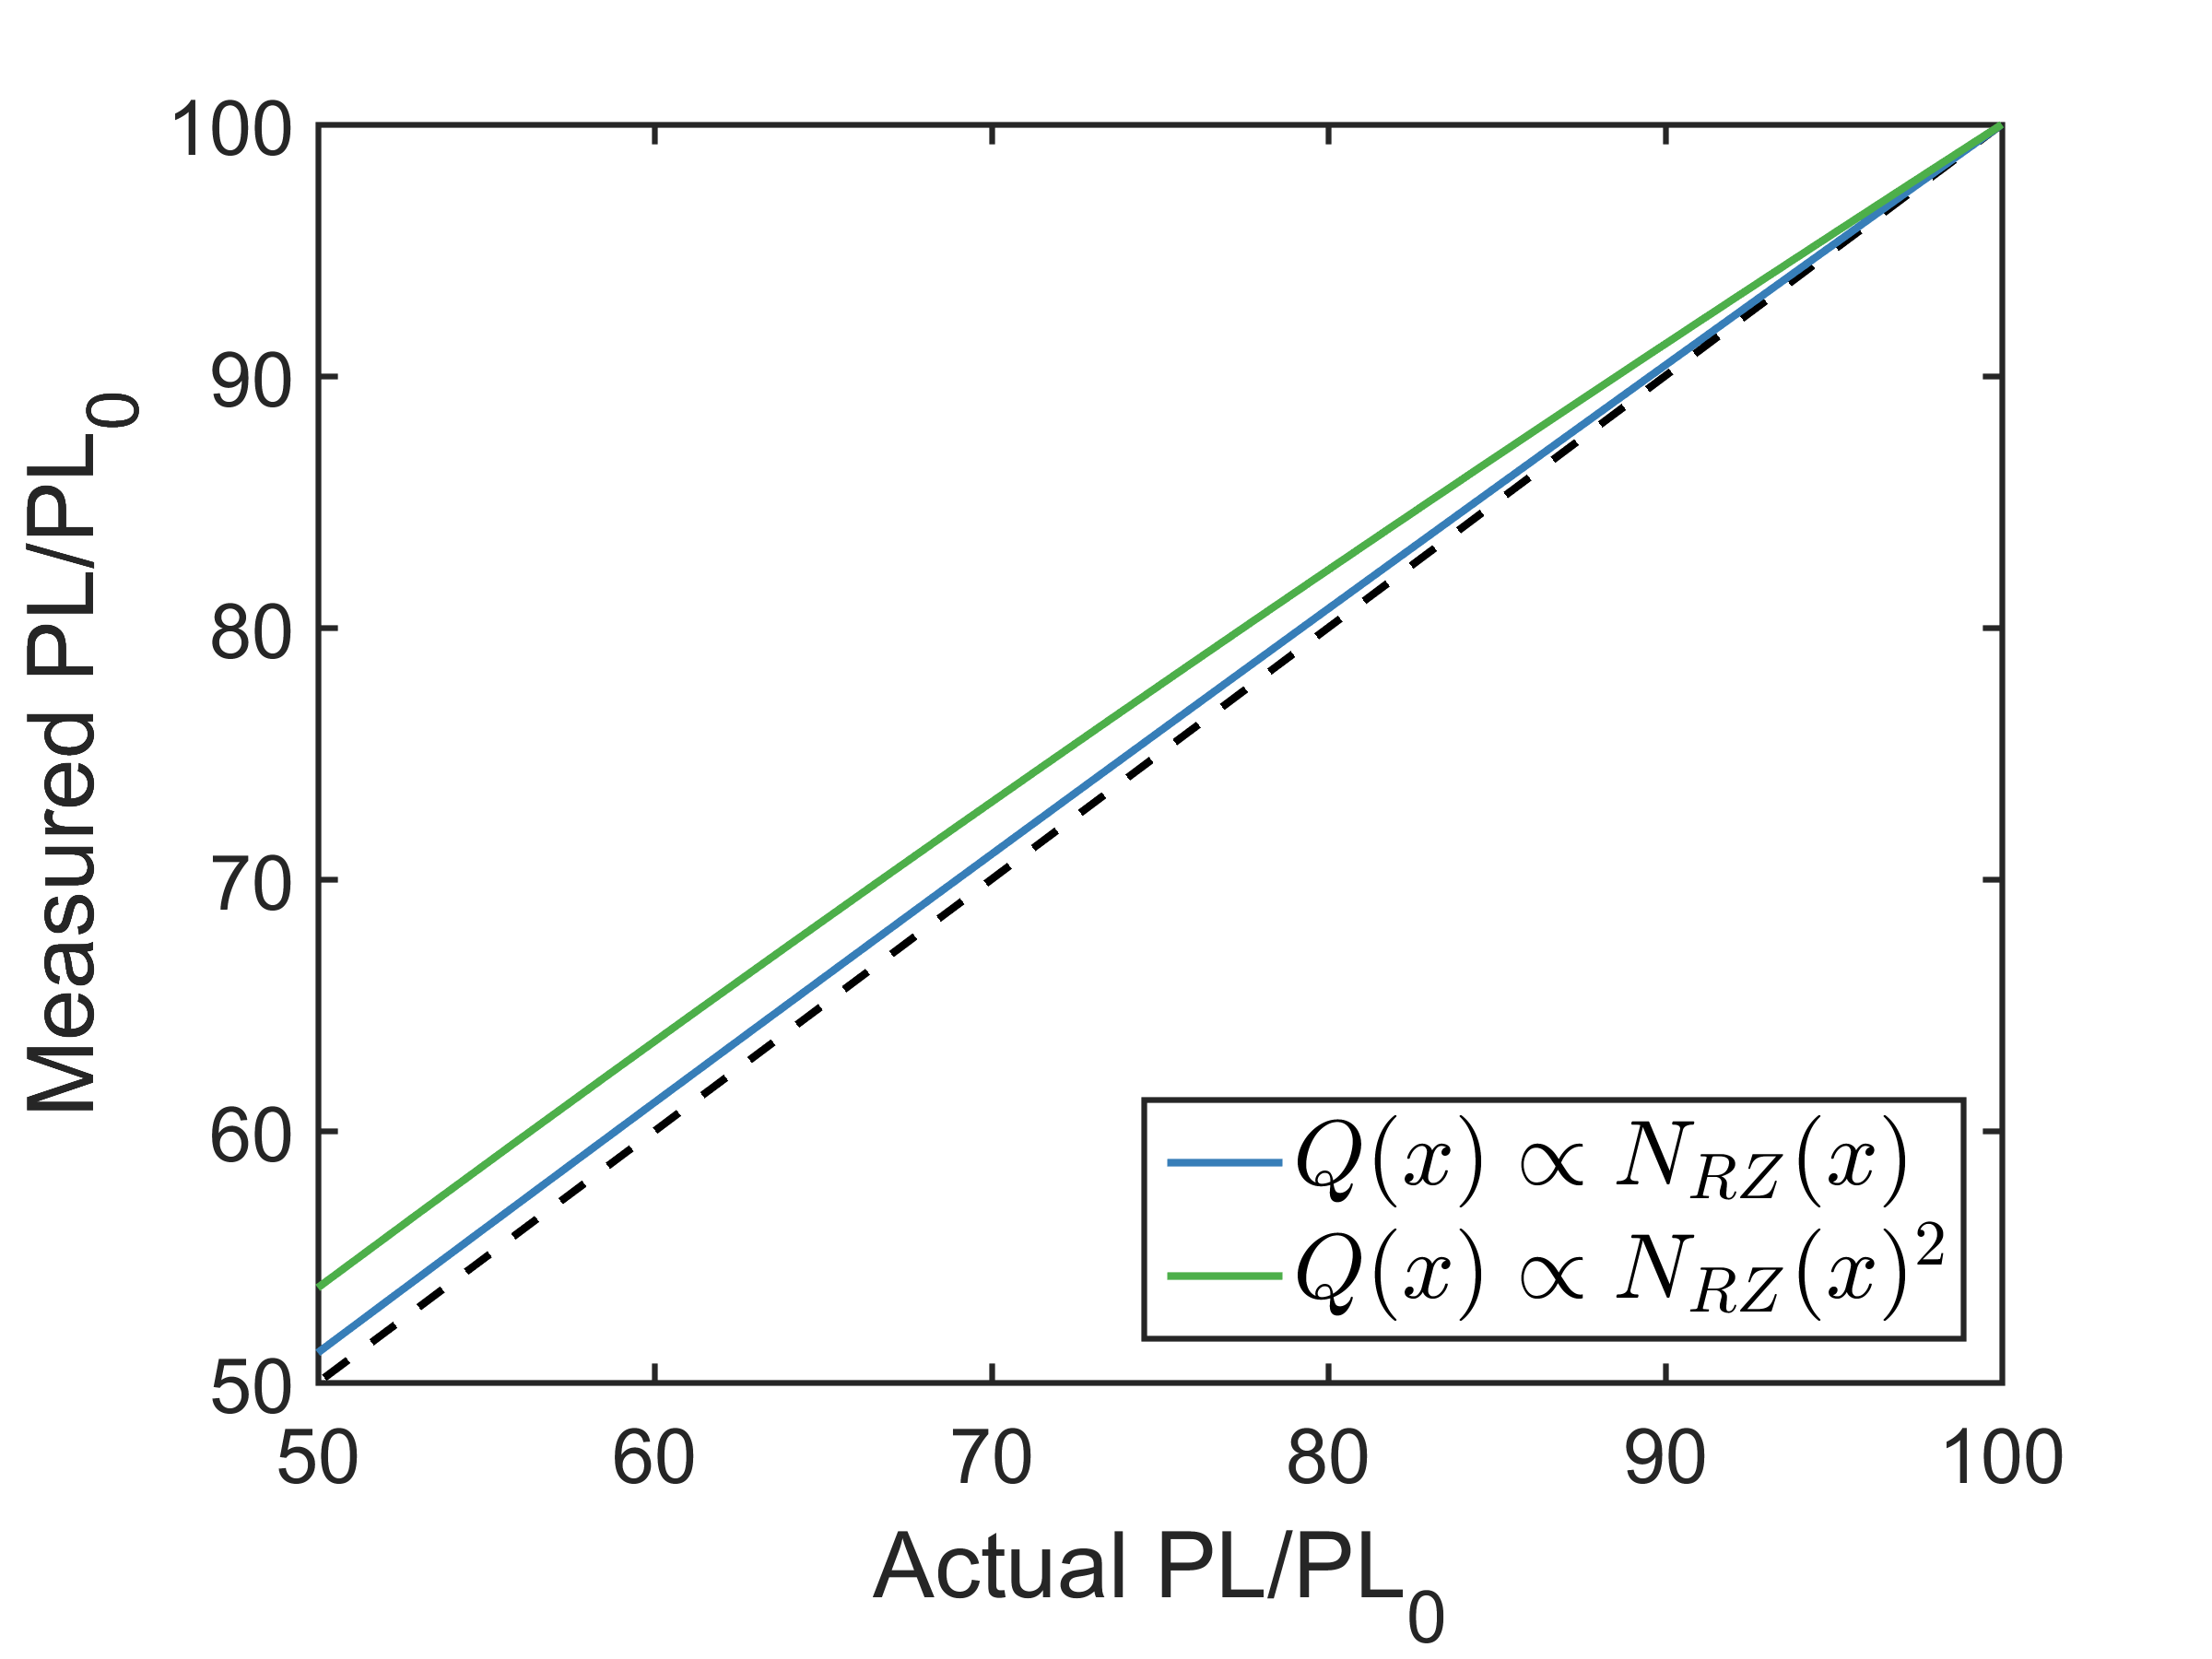 100
90
80
70
60
50
50 60 70 80 90 100
Measured PL/PL₀
Actual PL/PL₀
Q(x) ∝ N_RZ(x)
Q(x) ∝ N_RZ(x)²